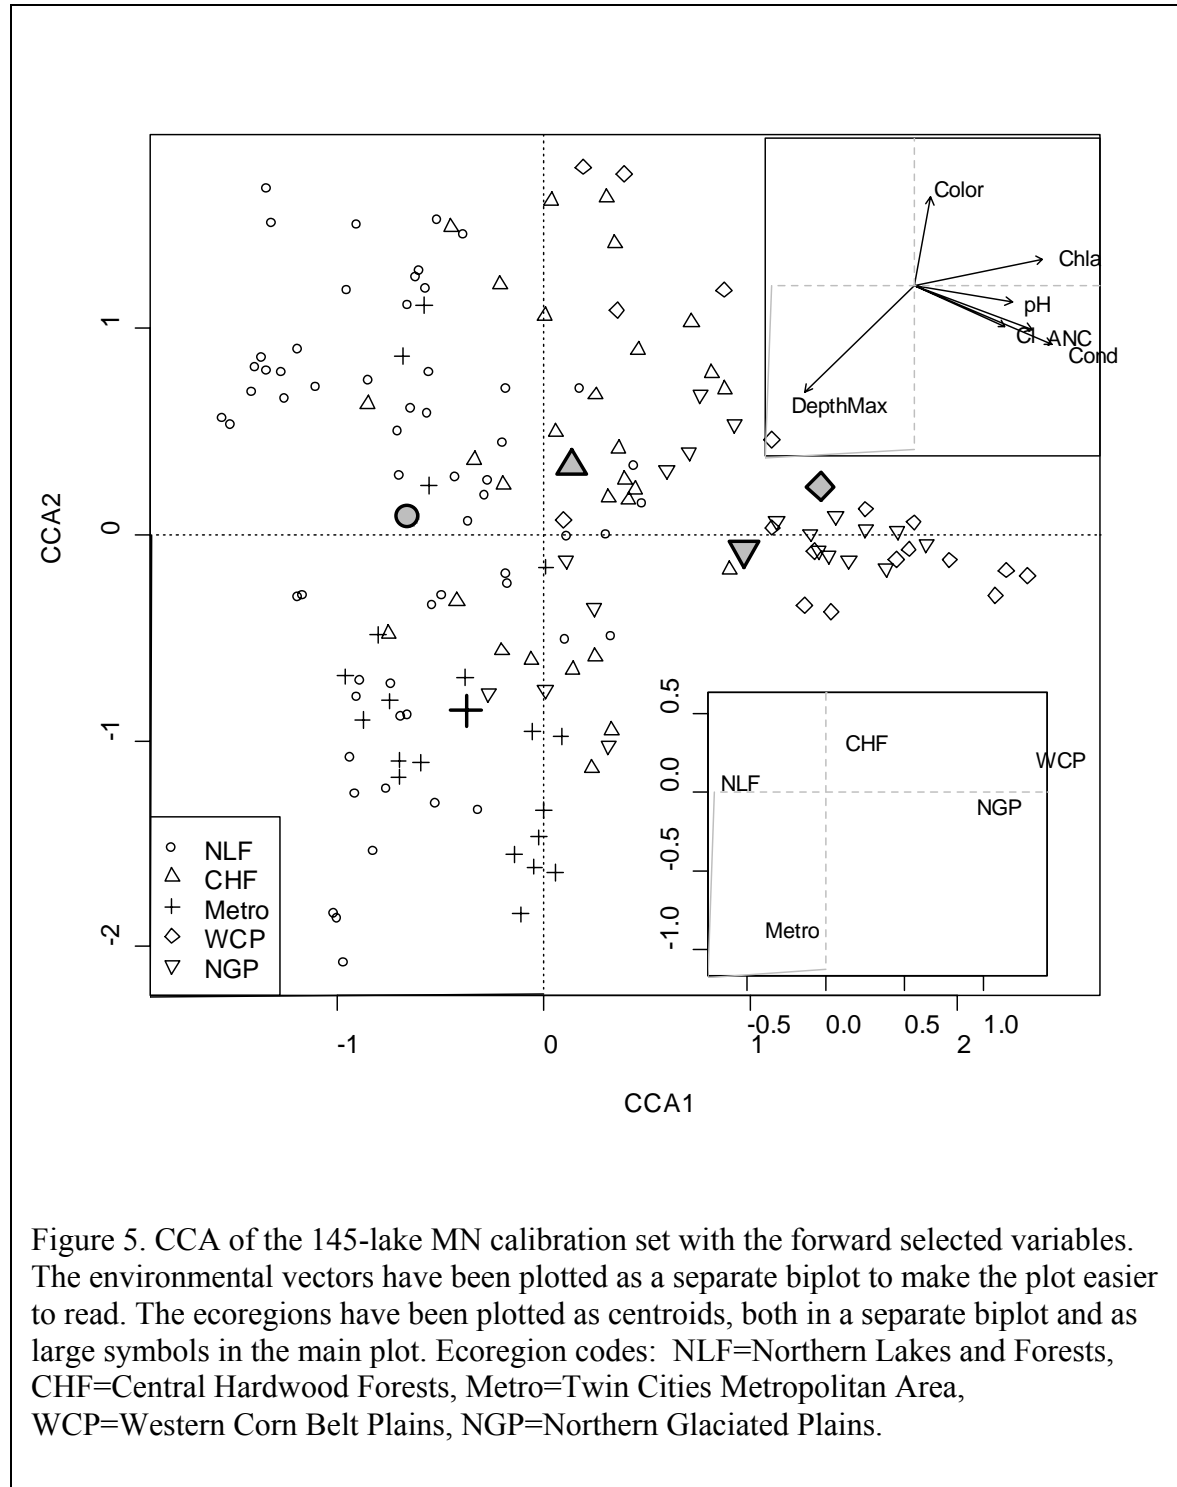 Color
Chla
pH
Cl ANC
Cond
DepthMax
CCA2
1
0
-1
-2
NLF
CHF
Metro
WCP
NGP
0.5
0.0
-0.5
-1.0
CHF
WCP
NLF
NGP
Metro
-0.5 0.0 0.5 1.0
-1 0 1 2
CCA1
Figure 5. CCA of the 145-lake MN calibration set with the forward selected variables.
The environmental vectors have been plotted as a separate biplot to make the plot easier
to read. The ecoregions have been plotted as centroids, both in a separate biplot and as
large symbols in the main plot. Ecoregion codes:  NLF=Northern Lakes and Forests,
CHF=Central Hardwood Forests, Metro=Twin Cities Metropolitan Area,
WCP=Western Corn Belt Plains, NGP=Northern Glaciated Plains.